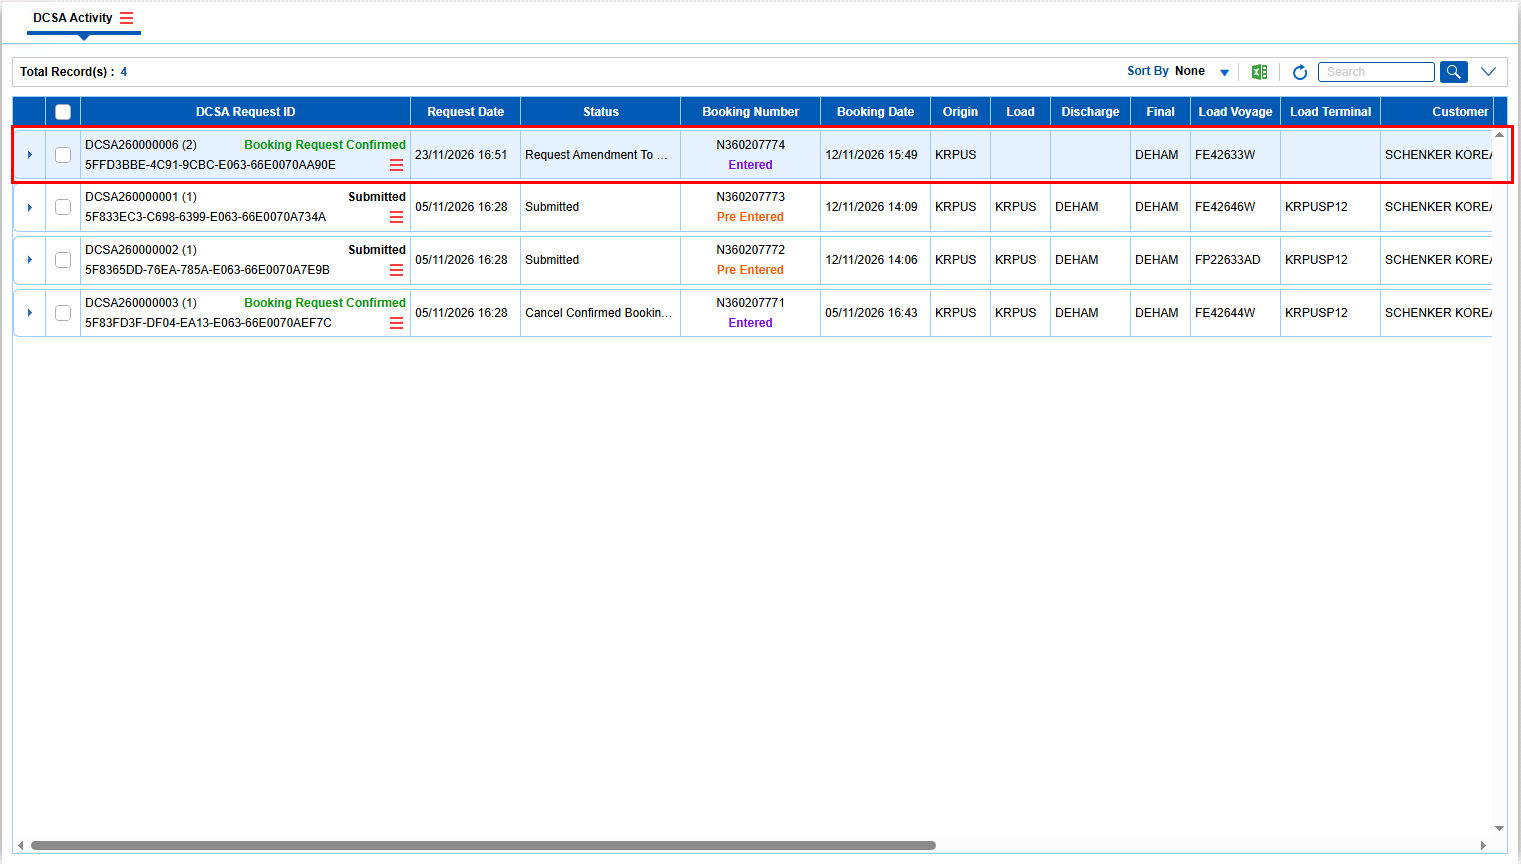 DCSA Activity
Total Record(s) : 4
Sort By None
Search
DCSA Request ID Request Date Status Booking Number Booking Date Origin Load Discharge Final Load Voyage Load Terminal Customer
DCSA260000006 (2) Booking Request Confirmed
5FFD3BBE-4C91-9CBC-E063-66E0070AA90E
23/11/2026 16:51
Request Amendment To ...
N360207774
Entered
12/11/2026 15:49 KRPUS DEHAM FE42633W SCHENKER KOREA
DCSA260000001 (1) Submitted
5F833EC3-C698-6399-E063-66E0070A734A
05/11/2026 16:28
Submitted
N360207773
Pre Entered
12/11/2026 14:09 KRPUS KRPUS DEHAM DEHAM FE42646W KRPUSP12 SCHENKER KOREA
DCSA260000002 (1) Submitted
5F8365DD-76EA-785A-E063-66E0070A7E9B
05/11/2026 16:28
Submitted
N360207772
Pre Entered
12/11/2026 14:06 KRPUS KRPUS DEHAM DEHAM FP22633AD KRPUSP12 SCHENKER KOREA
DCSA260000003 (1) Booking Request Confirmed
5F83FD3F-DF04-EA13-E063-66E0070AEF7C
05/11/2026 16:28
Cancel Confirmed Bookin...
N360207771
Entered
05/11/2026 16:43 KRPUS KRPUS DEHAM DEHAM FE42644W KRPUSP12 SCHENKER KOREA